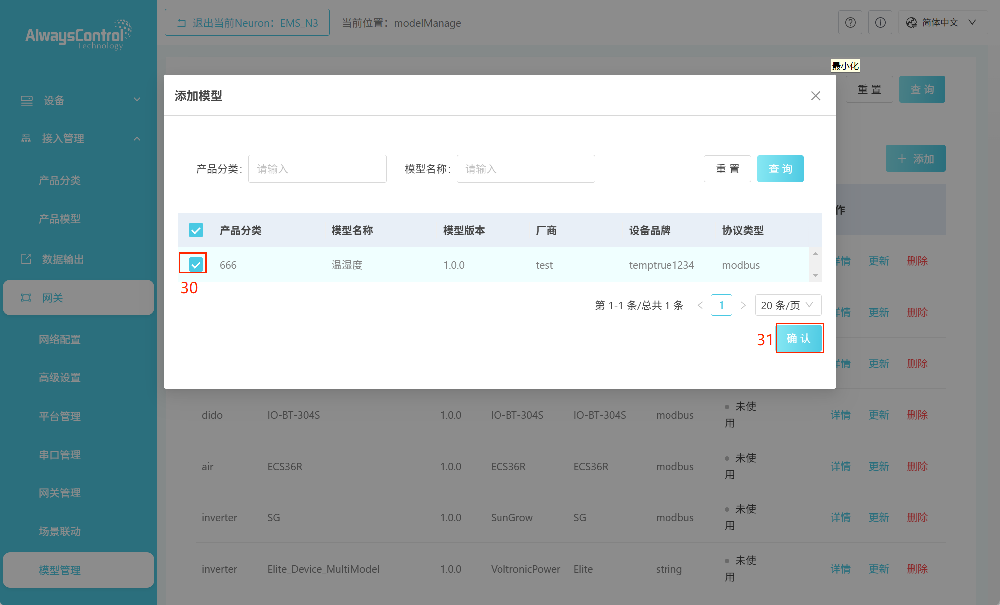 AlwaysControl
Technology
退出当前Neuron：EMS_N3
当前位置：modelManage
简体中文
最小化
重 置
查 询
设备
接入管理
产品分类
产品模型
数据输出
网关
网络配置
高级设置
平台管理
串口管理
网关管理
场景联动
模型管理
添加
作
添加模型
产品分类： 请输入 模型名称： 请输入 重 置 查 询
产品分类 模型名称 模型版本 厂商 设备品牌 协议类型
666 温湿度 1.0.0 test temptrue1234 modbus
30
第 1-1 条/总共 1 条 < 1 > 20 条/页
31 确 认
详情 更新 删除
详情 更新 删除
详情 更新 删除
dido IO-BT-304S 1.0.0 IO-BT-304S IO-BT-304S modbus 未使用 详情 更新 删除
air ECS36R 1.0.0 ECS36R ECS36R modbus 未使用 详情 更新 删除
inverter SG 1.0.0 SunGrow SG modbus 未使用 详情 更新 删除
inverter Elite_Device_MultiModel 1.0.0 VoltronicPower Elite string 未使用 详情 更新 删除